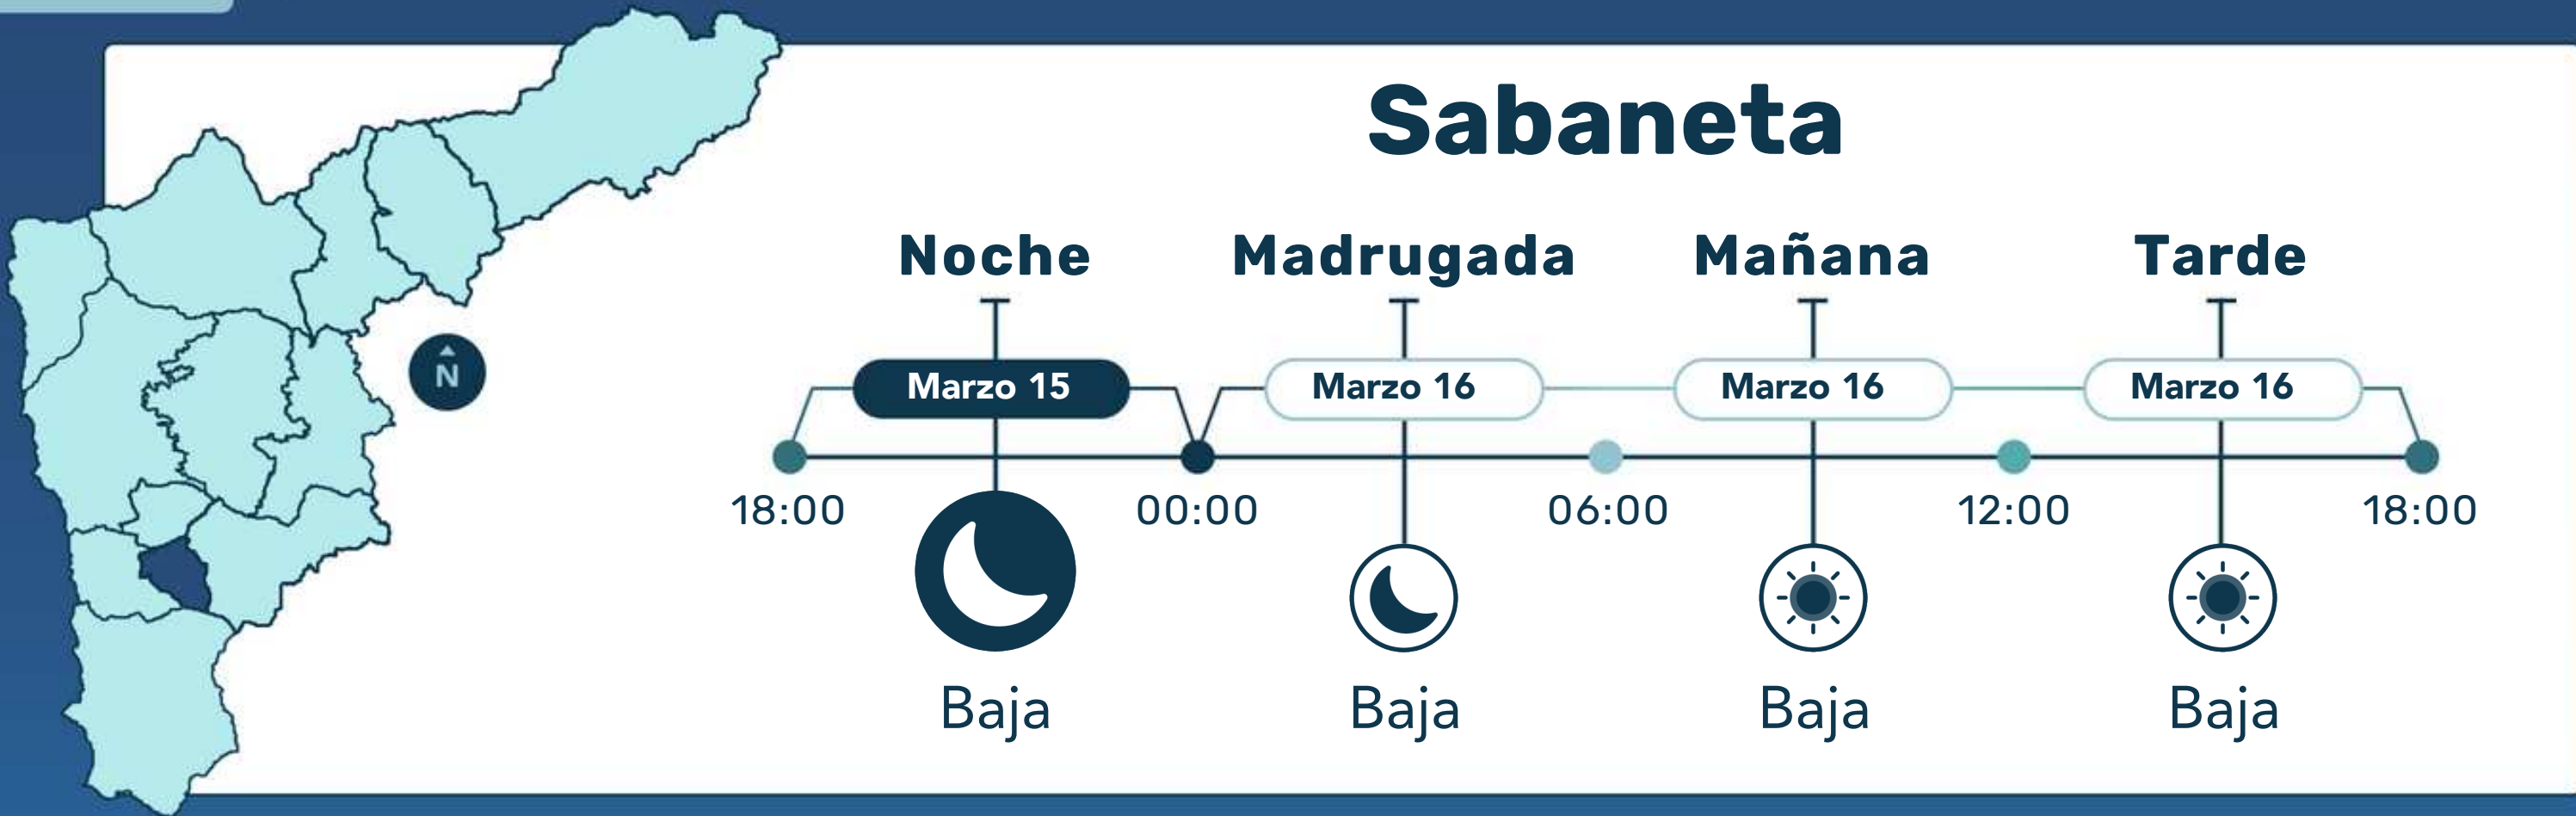 Sabaneta
Noche Madrugada Mañana Tarde
N
Marzo 15 Marzo 16 Marzo 16 Marzo 16
18:00 00:00 06:00 12:00 18:00
Baja Baja Baja Baja